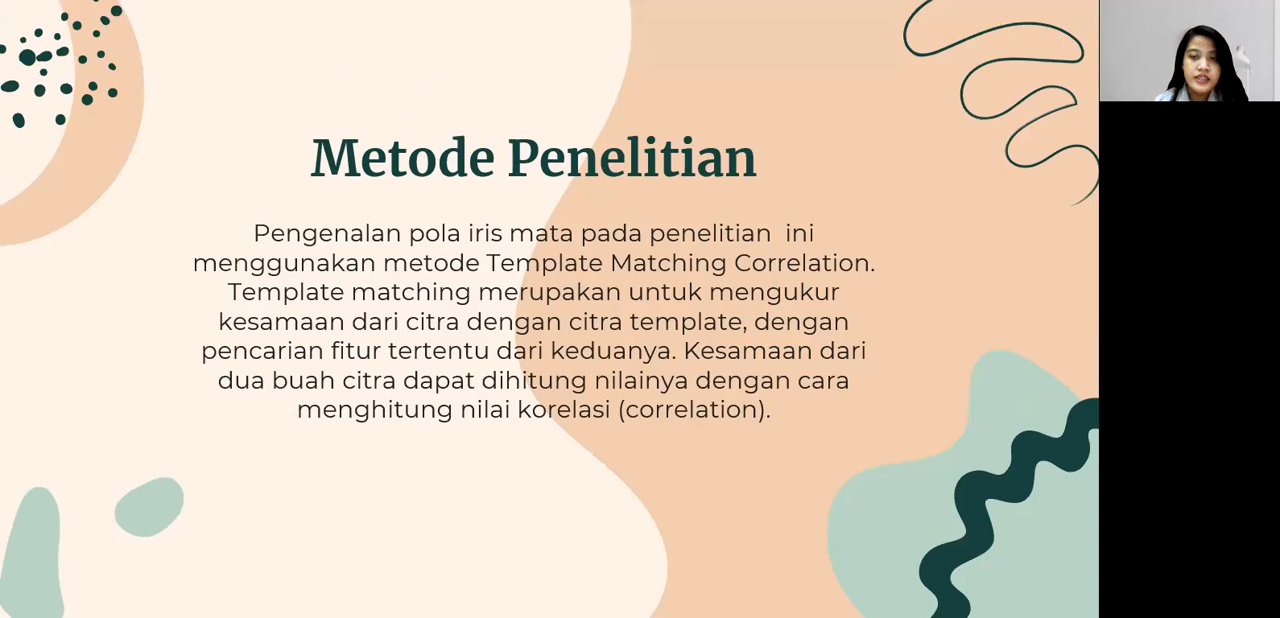 Metode Penelitian
Pengenalan pola iris mata pada penelitian  ini
menggunakan metode Template Matching Correlation.
Template matching merupakan untuk mengukur
kesamaan dari citra dengan citra template, dengan
pencarian fitur tertentu dari keduanya. Kesamaan dari
dua buah citra dapat dihitung nilainya dengan cara
menghitung nilai korelasi (correlation).